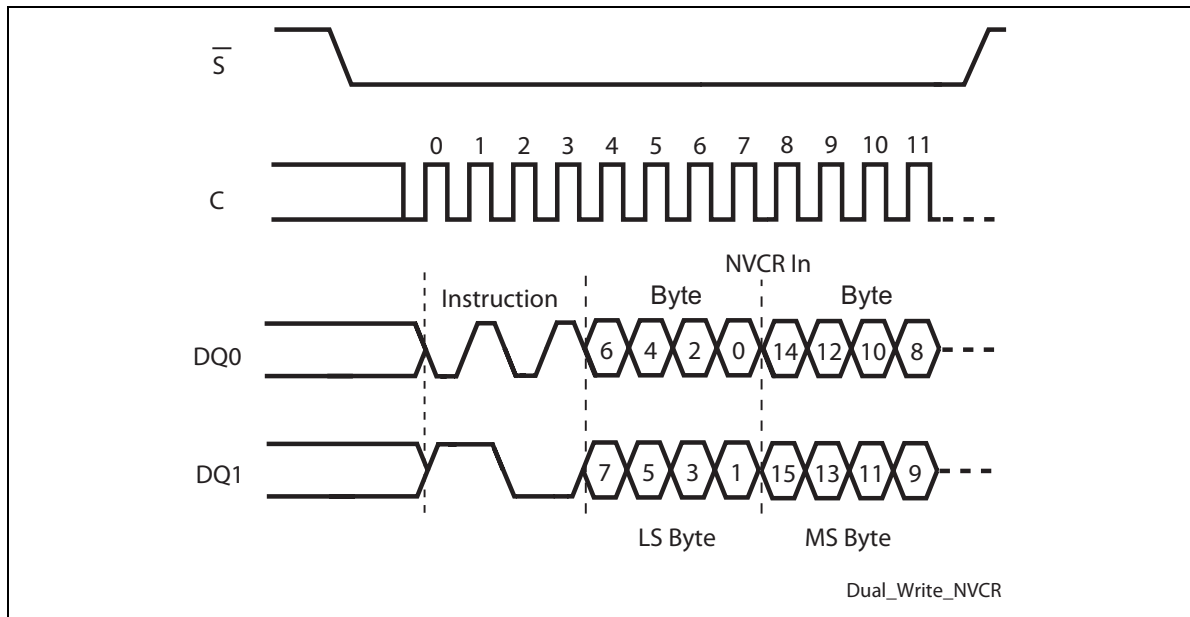 S
0 1 2 3 4 5 6 7 8 9 10 11
C
NVCR In
Instruction Byte Byte
DQ0 6 4 2 0 14 12 10 8
DQ1 7 5 3 1 15 13 11 9
LS Byte MS Byte
Dual_Write_NVCR